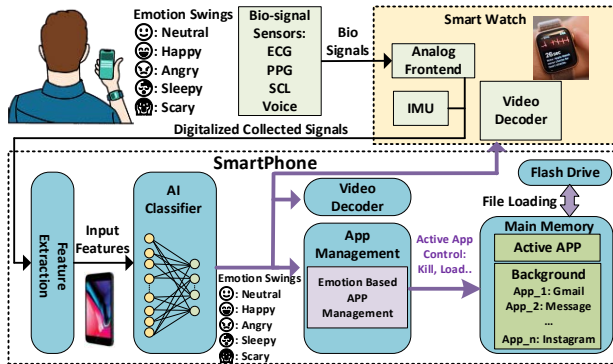 Emotion Swings
: Neutral
: Happy
: Angry
: Sleepy
: Scary
Bio-signal
Sensors:
ECG
PPG
SCL
Voice
Bio
Signals
Smart Watch
Analog
Frontend
IMU
Video
Decoder
Digitalized Collected Signals
SmartPhone
Feature
Extraction
Input
Features
AI
Classifier
Emotion Swings
: Neutral
: Happy
: Angry
: Sleepy
: Scary
Video
Decoder
App
Management
Emotion Based
APP
Management
Active App
Control:
Kill, Load..
Flash Drive
File Loading
Main Memory
Active APP
Background
App_1: Gmail
App_2: Message
...
App_n: Instagram